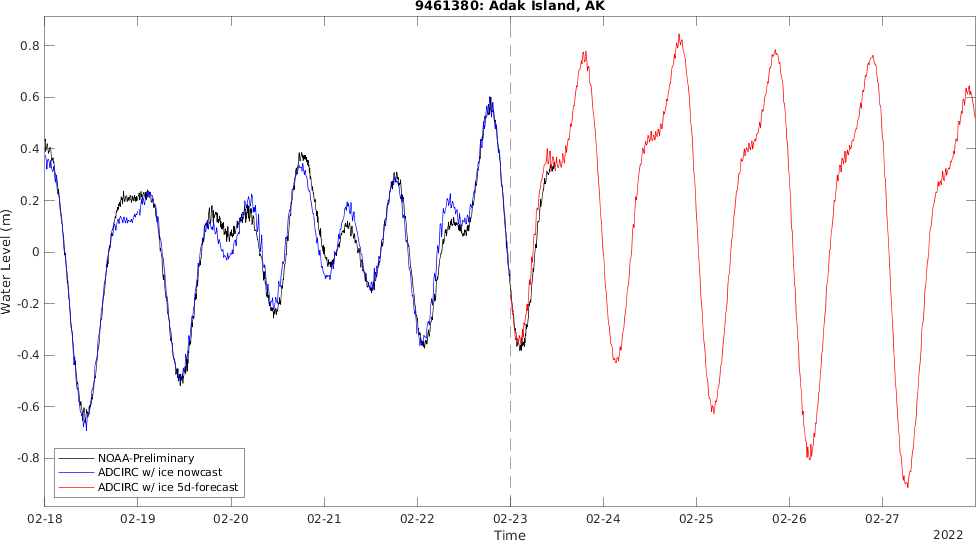 9461380: Adak Island, AK
Water Level (m)
0.8
0.6
0.4
0.2
0
-0.2
-0.4
-0.6
-0.8
NOAA-Preliminary
ADCIRC w/ ice nowcast
ADCIRC w/ ice 5d-forecast
02-18 02-19 02-20 02-21 02-22 02-23 02-24 02-25 02-26 02-27
Time
2022